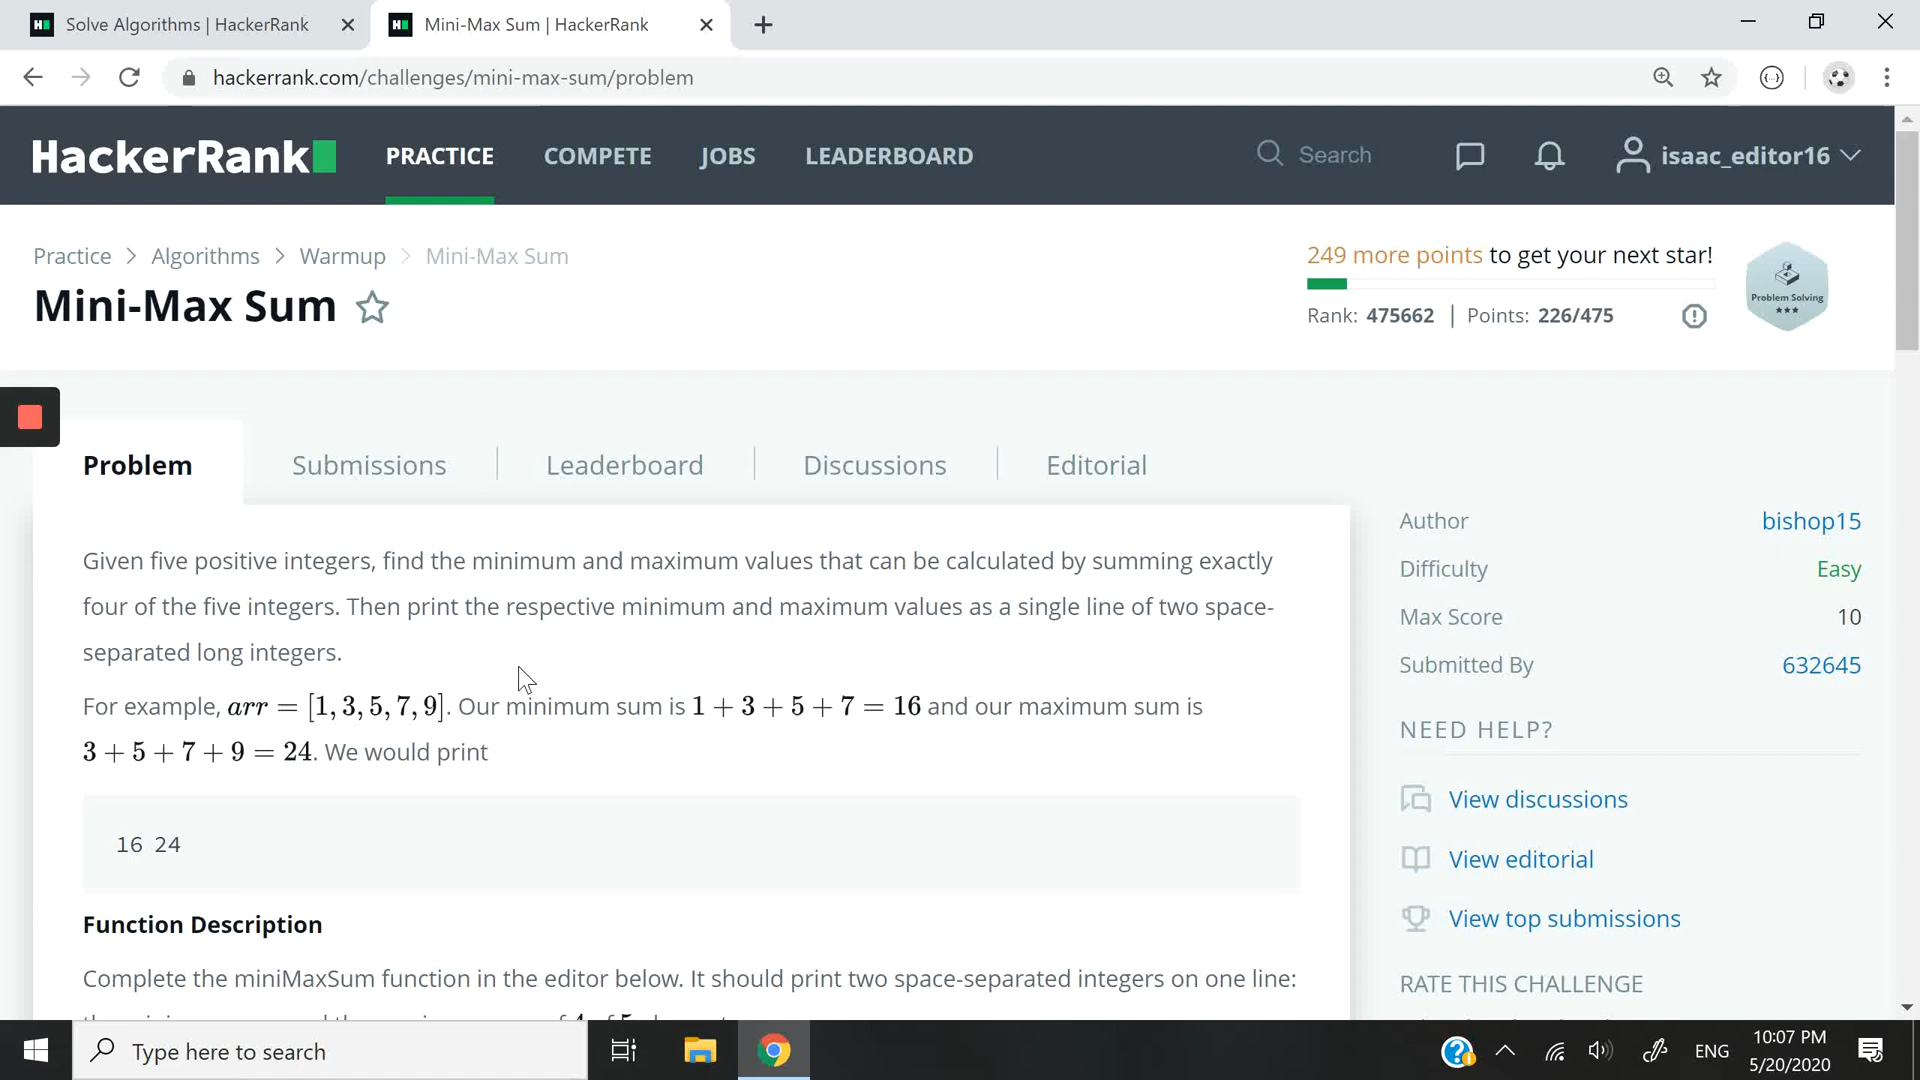 Solve Algorithms | HackerRank
Mini-Max Sum | HackerRank
hackerrank.com/challenges/mini-max-sum/problem
HackerRank
PRACTICE
COMPETE
JOBS
LEADERBOARD
Search
isaac_editor16
Practice > Algorithms > Warmup > Mini-Max Sum
Mini-Max Sum
249 more points to get your next star!
Rank: 475662 | Points: 226/475
Problem Solving
Problem
Submissions
Leaderboard
Discussions
Editorial
Given five positive integers, find the minimum and maximum values that can be calculated by summing exactly
four of the five integers. Then print the respective minimum and maximum values as a single line of two space-
separated long integers.
For example, arr = [1, 3, 5, 7, 9]. Our minimum sum is 1 + 3 + 5 + 7 = 16 and our maximum sum is
3 + 5 + 7 + 9 = 24. We would print
16 24
Function Description
Complete the miniMaxSum function in the editor below. It should print two space-separated integers on one line:
Author bishop15
Difficulty Easy
Max Score 10
Submitted By 632645
NEED HELP?
View discussions
View editorial
View top submissions
RATE THIS CHALLENGE
Type here to search
ENG
10:07 PM
5/20/2020